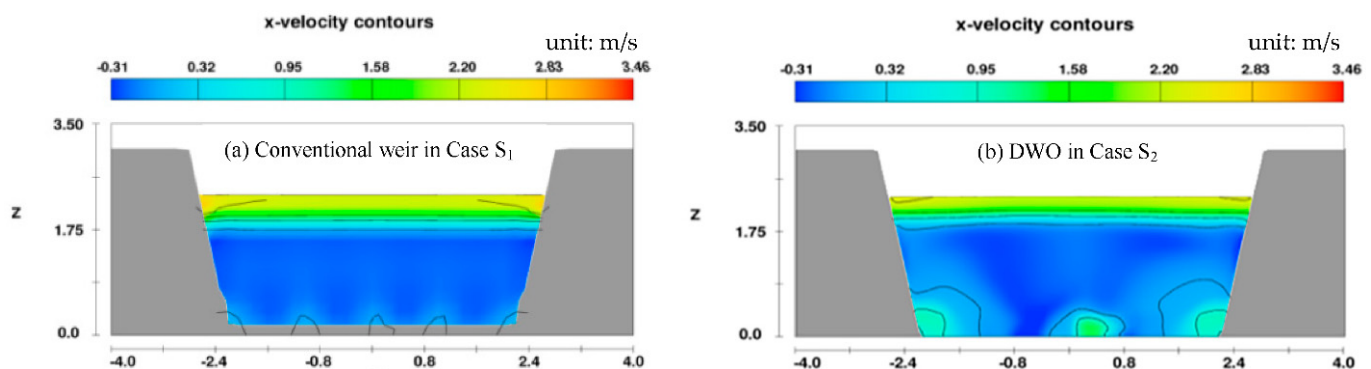 x-velocity contours
unit: m/s
-0.31 0.32 0.95 1.58 2.20 2.83 3.46
3.50
(a) Conventional weir in Case S1
z
1.75
0.0
-4.0 -2.4 -0.8 0.8 2.4 4.0
x-velocity contours
unit: m/s
-0.31 0.32 0.95 1.58 2.20 2.83 3.46
3.50
(b) DWO in Case S2
z
1.75
0.0
-4.0 -2.4 -0.8 0.8 2.4 4.0